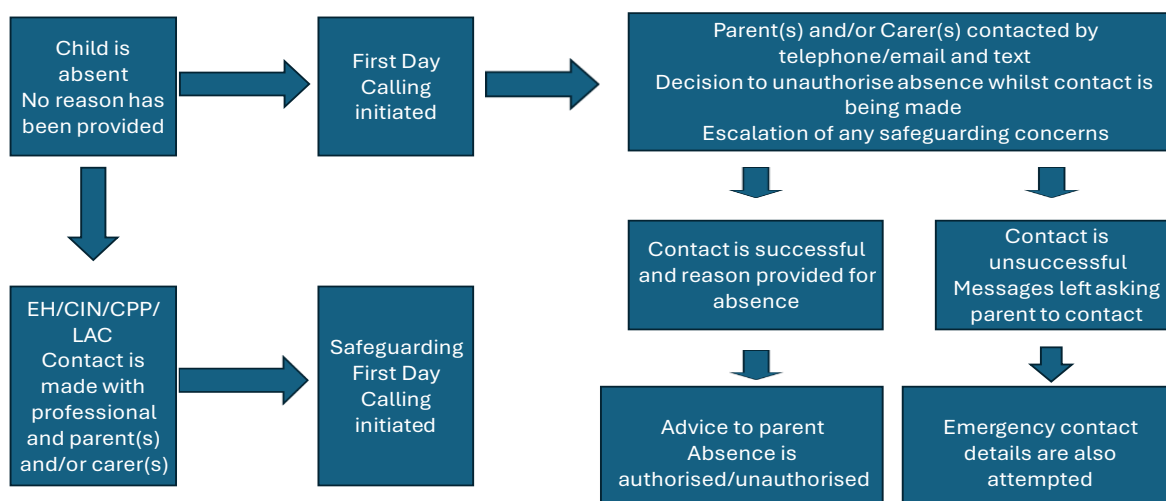 Child is
absent
No reason has
been provided
First Day
Calling
initiated
Parent(s) and/or Carer(s) contacted by
telephone/email and text
Decision to unauthorise absence whilst contact is
being made
Escalation of any safeguarding concerns
Contact is successful
and reason provided for
absence
Contact is
unsuccessful
Messages left asking
parent to contact
EH/CIN/CPP/
LAC
Contact is
made with
professional
and parent(s)
and/or carer(s)
Safeguarding
First Day
Calling
initiated
Advice to parent
Absence is
authorised/unauthorised
Emergency contact
details are also
attempted